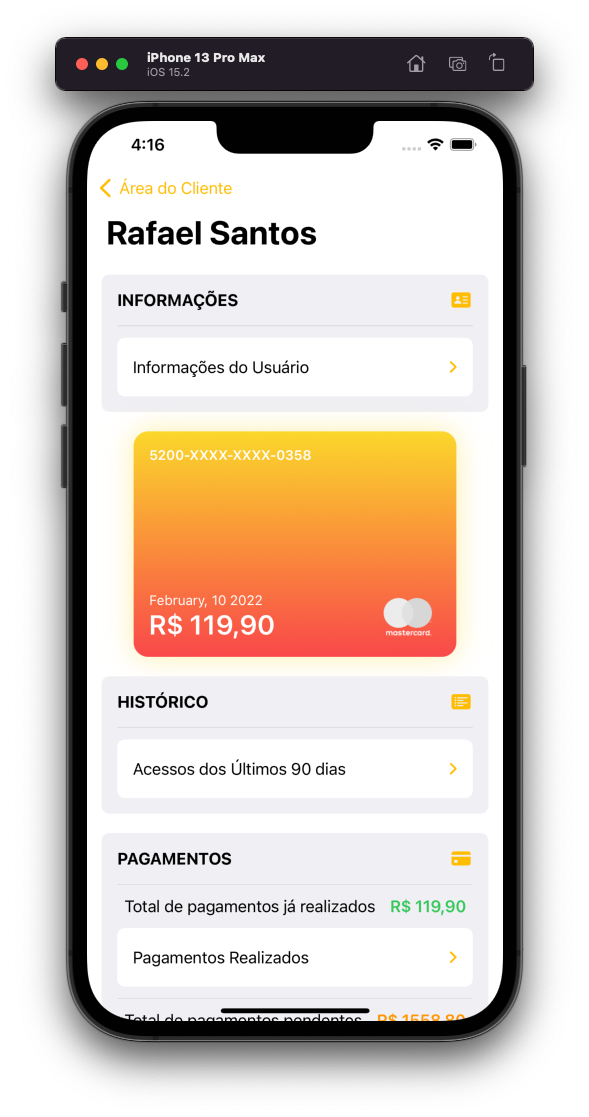 iPhone 13 Pro Max
iOS 15.2
4:16
Área do Cliente
Rafael Santos
INFORMAÇÕES
Informações do Usuário
5200-XXXX-XXXX-0358
February, 10 2022
R$ 119,90
mastercard.
HISTÓRICO
Acessos dos Últimos 90 dias
PAGAMENTOS
Total de pagamentos já realizados R$ 119,90
Pagamentos Realizados
Total de pagamentos pendentes R$ 1558,80